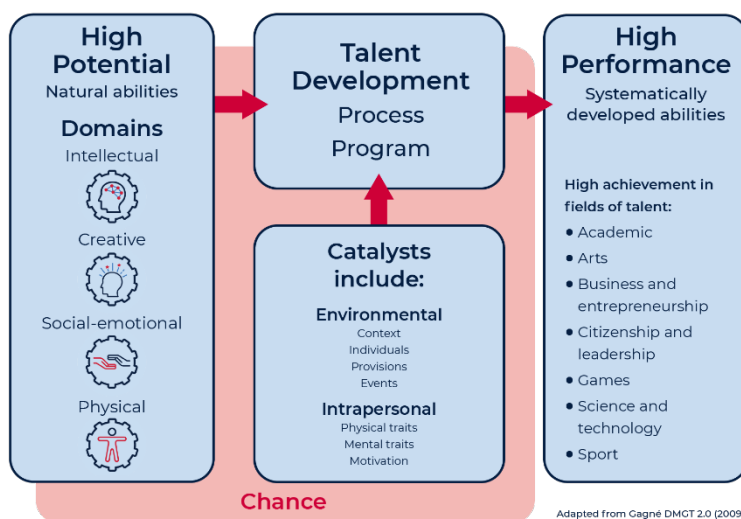 High
Potential
Natural abilities
Domains
Intellectual
Creative
Social-emotional
Physical
Talent
Development
Process
Program
Catalysts
include:
Environmental
Context
Individuals
Provisions
Events
Intrapersonal
Physical traits
Mental traits
Motivation
Chance
High
Performance
Systematically
developed abilities
High achievement in
fields of talent:
• Academic
• Arts
• Business and
entrepreneurship
• Citizenship and
leadership
• Games
• Science and
technology
• Sport
Adapted from Gagné DMGT 2.0 (2009